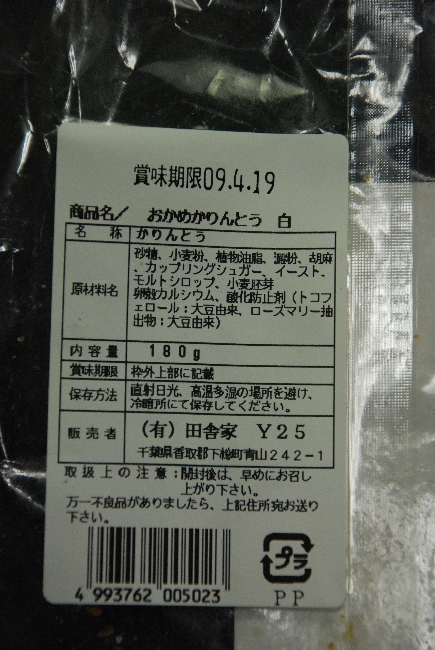 賞味期限09.4.19
商品名／ おかめかりんとう 白
名 称 かりんとう
原材料名 砂糖、小麦粉、植物油脂、澱粉、胡麻
、カップリングシュガー、イースト、
モルトシロップ、小麦胚芽
卵殻カルシウム、酸化防止剤（トコフ
ェロール：大豆由来、ローズマリー抽
出物：大豆由来）
内容量 180g
賞味期限 枠外上部に記載
保存方法 直射日光、高温多湿の場所を避け、
冷暗所にて保存してください。
販売者 （有）田舎家 Y25
千葉県香取郡下総町青山242-1
取扱上の注意：開封後は、早めにお召し
上がり下さい。
万一不良品がありましたら、上記住所宛お送り
下さい。
プラ
PP
4 993762 005023